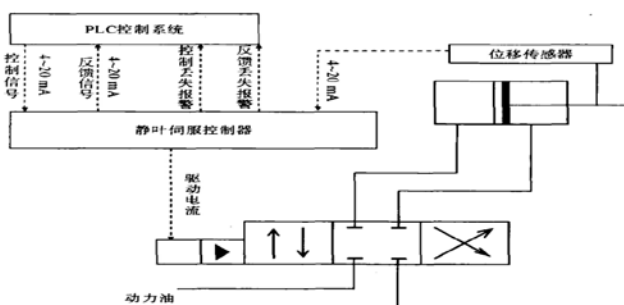 PLC控制系统
位移传感器
控制信号
4~20 mA
反馈信号
4~20 mA
控制丢失报警
反馈丢失报警
4~20 mA
静叶伺服控制器
驱动电流
动力油